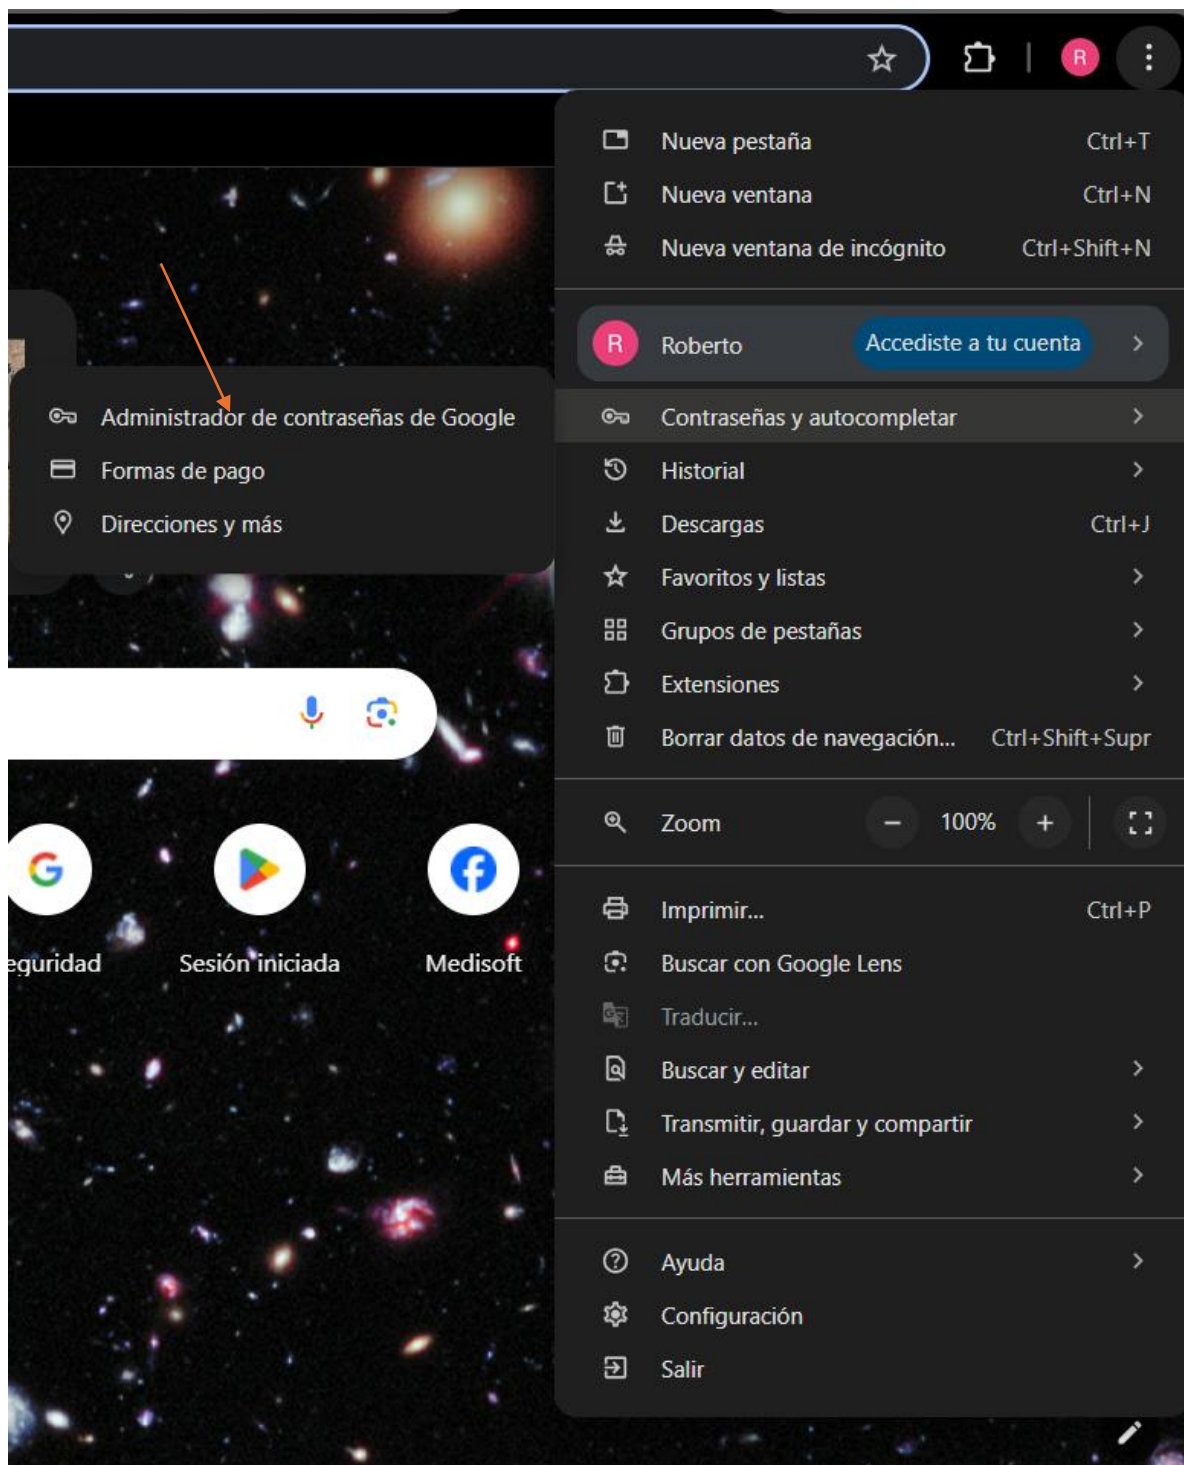 R
Nueva pestaña Ctrl+T
Nueva ventana Ctrl+N
Nueva ventana de incógnito Ctrl+Shift+N
R Roberto Accediste a tu cuenta
Contraseñas y autocompletar
Administrador de contraseñas de Google
Formas de pago
Direcciones y más
Historial
Descargas Ctrl+J
Favoritos y listas
Grupos de pestañas
Extensiones
Borrar datos de navegación... Ctrl+Shift+Supr
Zoom − 100% +
Imprimir... Ctrl+P
Buscar con Google Lens
Traducir...
Buscar y editar
Transmitir, guardar y compartir
Más herramientas
Ayuda
Configuración
Salir
G
eguridad Sesión iniciada Medisoft